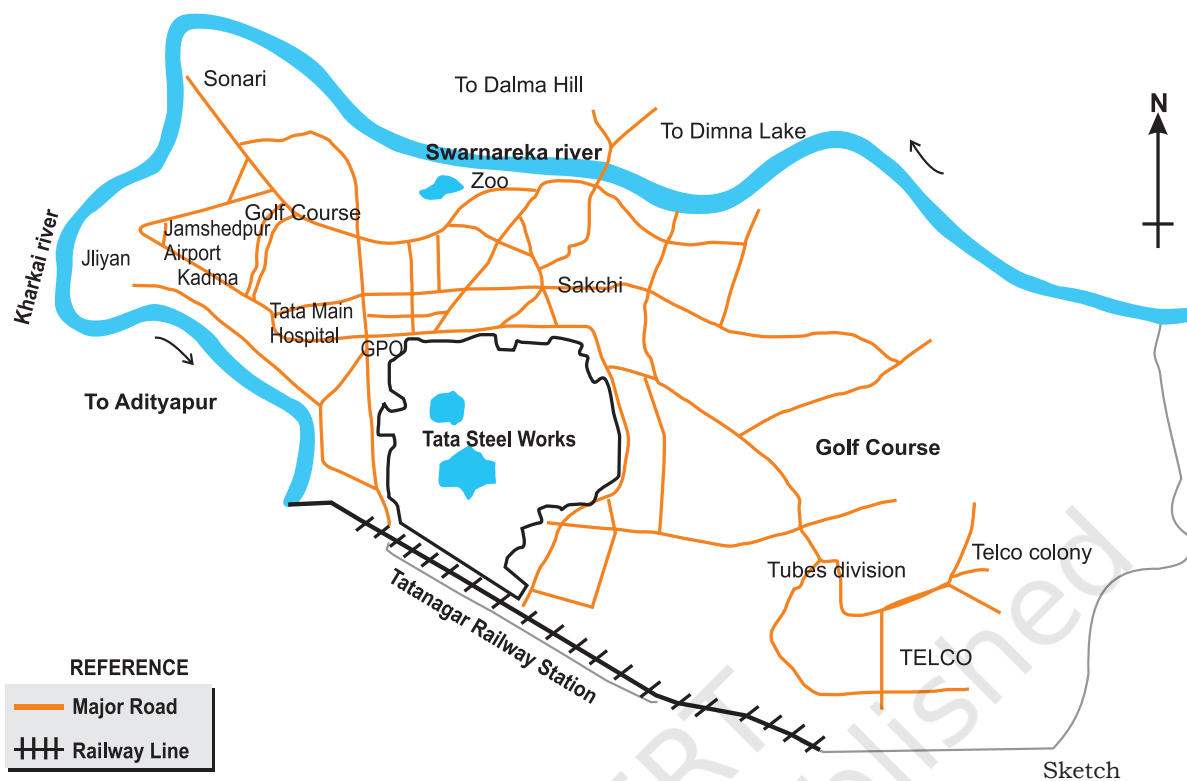 Sonari
To Dalma Hill
To Dimna Lake
N
Swarnareka river
Zoo
Golf Course
Jamshedpur
Airport
Kadma
Jliyan
Kharkai river
Sakchi
Tata Main
Hospital
GPO
To Adityapur
Tata Steel Works
Golf Course
Telco colony
Tubes division
TELCO
Tatanagar Railway Station
REFERENCE
Major Road
Railway Line
Sketch